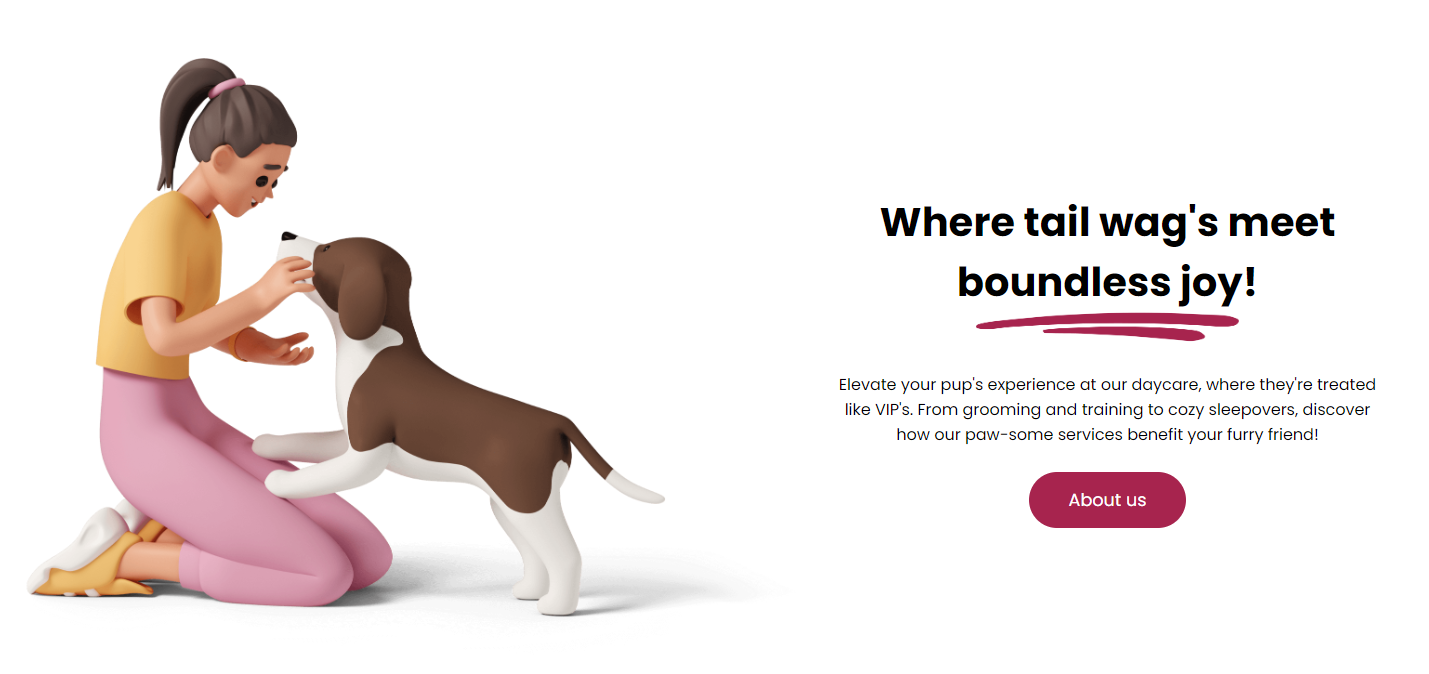 Where tail wag's meet
boundless joy!
Elevate your pup's experience at our daycare, where they're treated
like VIP's. From grooming and training to cozy sleepovers, discover
how our paw-some services benefit your furry friend!
About us